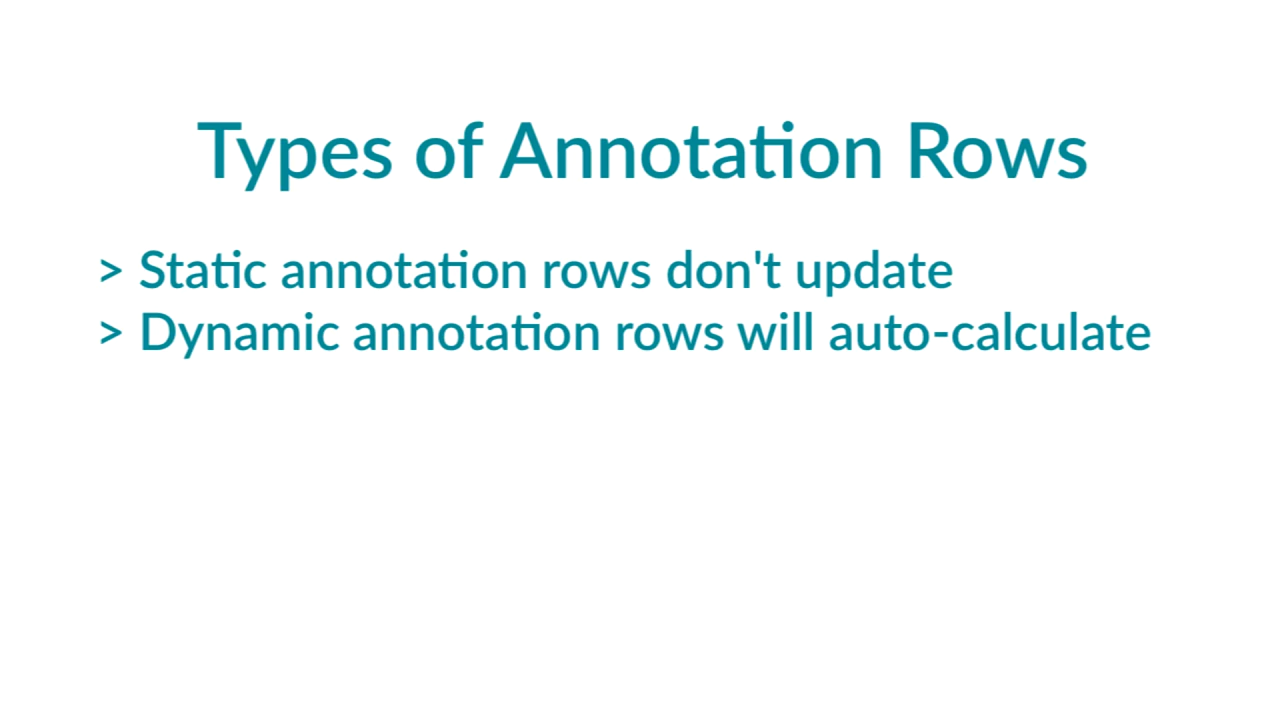 Types of Annotation Rows
> Static annotation rows don't update
> Dynamic annotation rows will auto-calculate